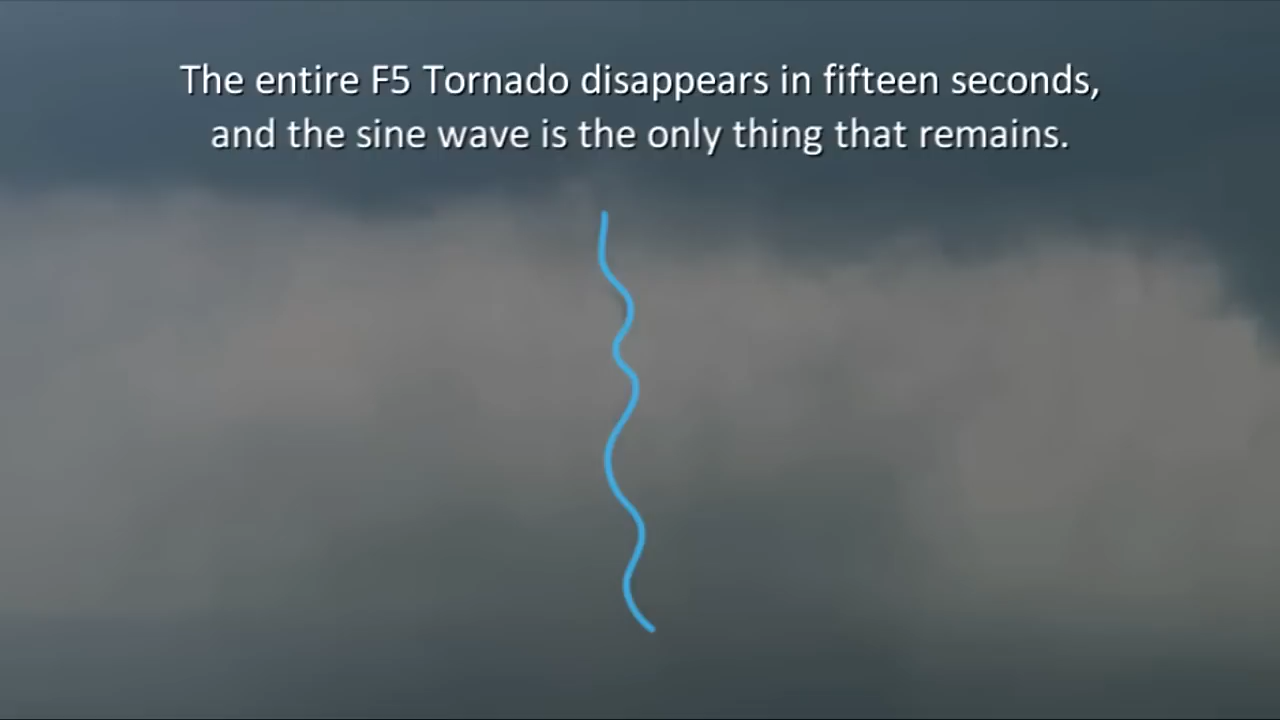 The entire F5 Tornado disappears in fifteen seconds,
and the sine wave is the only thing that remains.